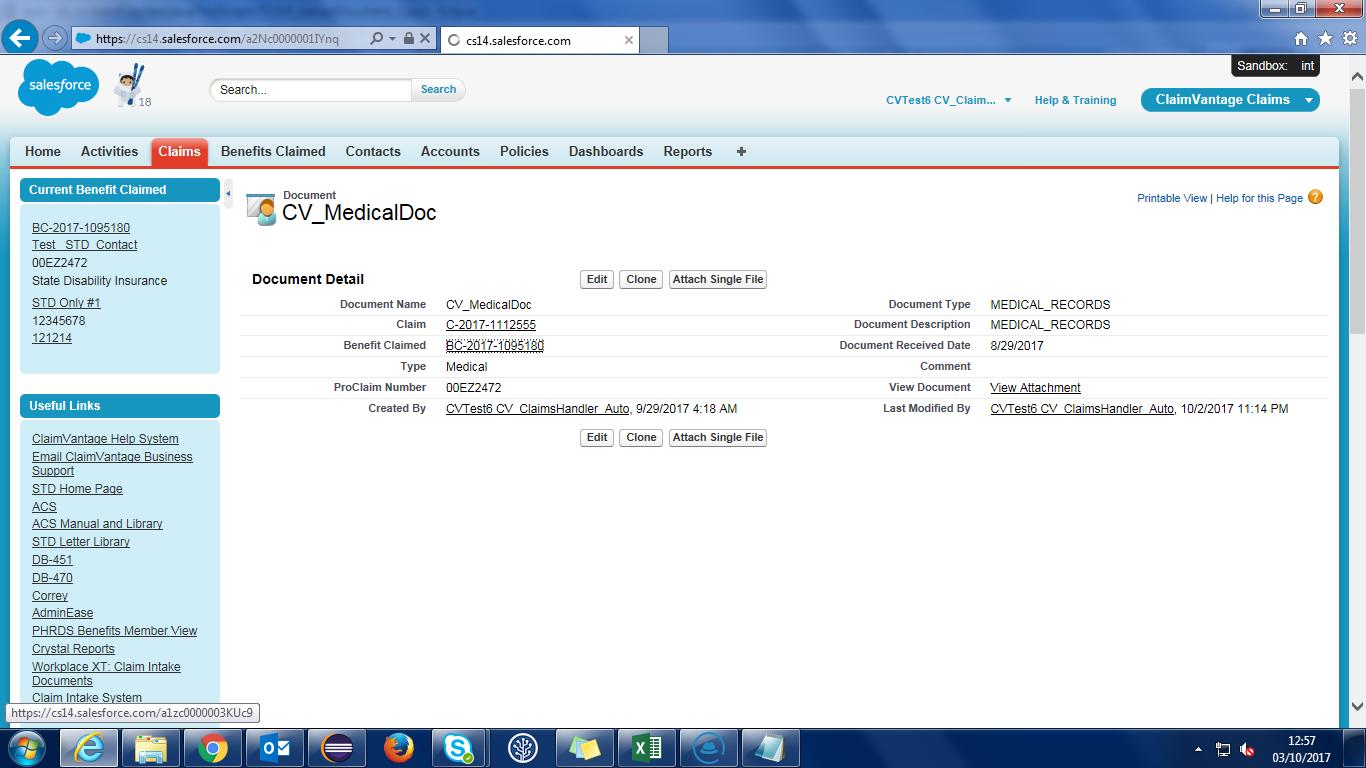 https://cs14.salesforce.com/a2Nc0000001IYnq
cs14.salesforce.com
Sandbox: int
salesforce
18
Search...
Search
CVTest6 CV_Claim...
Help & Training
ClaimVantage Claims
Home Activities Claims Benefits Claimed Contacts Accounts Policies Dashboards Reports +
Current Benefit Claimed
BC-2017-1095180
Test_ STD_Contact
00EZ2472
State Disability Insurance
STD Only #1
12345678
121214
Useful Links
ClaimVantage Help System
Email ClaimVantage Business
Support
STD Home Page
ACS
ACS Manual and Library
STD Letter Library
DB-451
DB-470
Correy
AdminEase
PHRDS Benefits Member View
Crystal Reports
Workplace XT: Claim Intake
Documents
Claim Intake System
Document
CV_MedicalDoc
Printable View | Help for this Page ?
Document Detail
Edit Clone Attach Single File
Document Name CV_MedicalDoc Document Type MEDICAL_RECORDS
Claim C-2017-1112555 Document Description MEDICAL_RECORDS
Benefit Claimed BC-2017-1095180 Document Received Date 8/29/2017
Type Medical Comment
ProClaim Number 00EZ2472 View Document View Attachment
Created By CVTest6 CV_ClaimsHandler_Auto, 9/29/2017 4:18 AM Last Modified By CVTest6 CV_ClaimsHandler_Auto, 10/2/2017 11:14 PM
Edit Clone Attach Single File
https://cs14.salesforce.com/a1zc0000003KUc9
12:57
03/10/2017